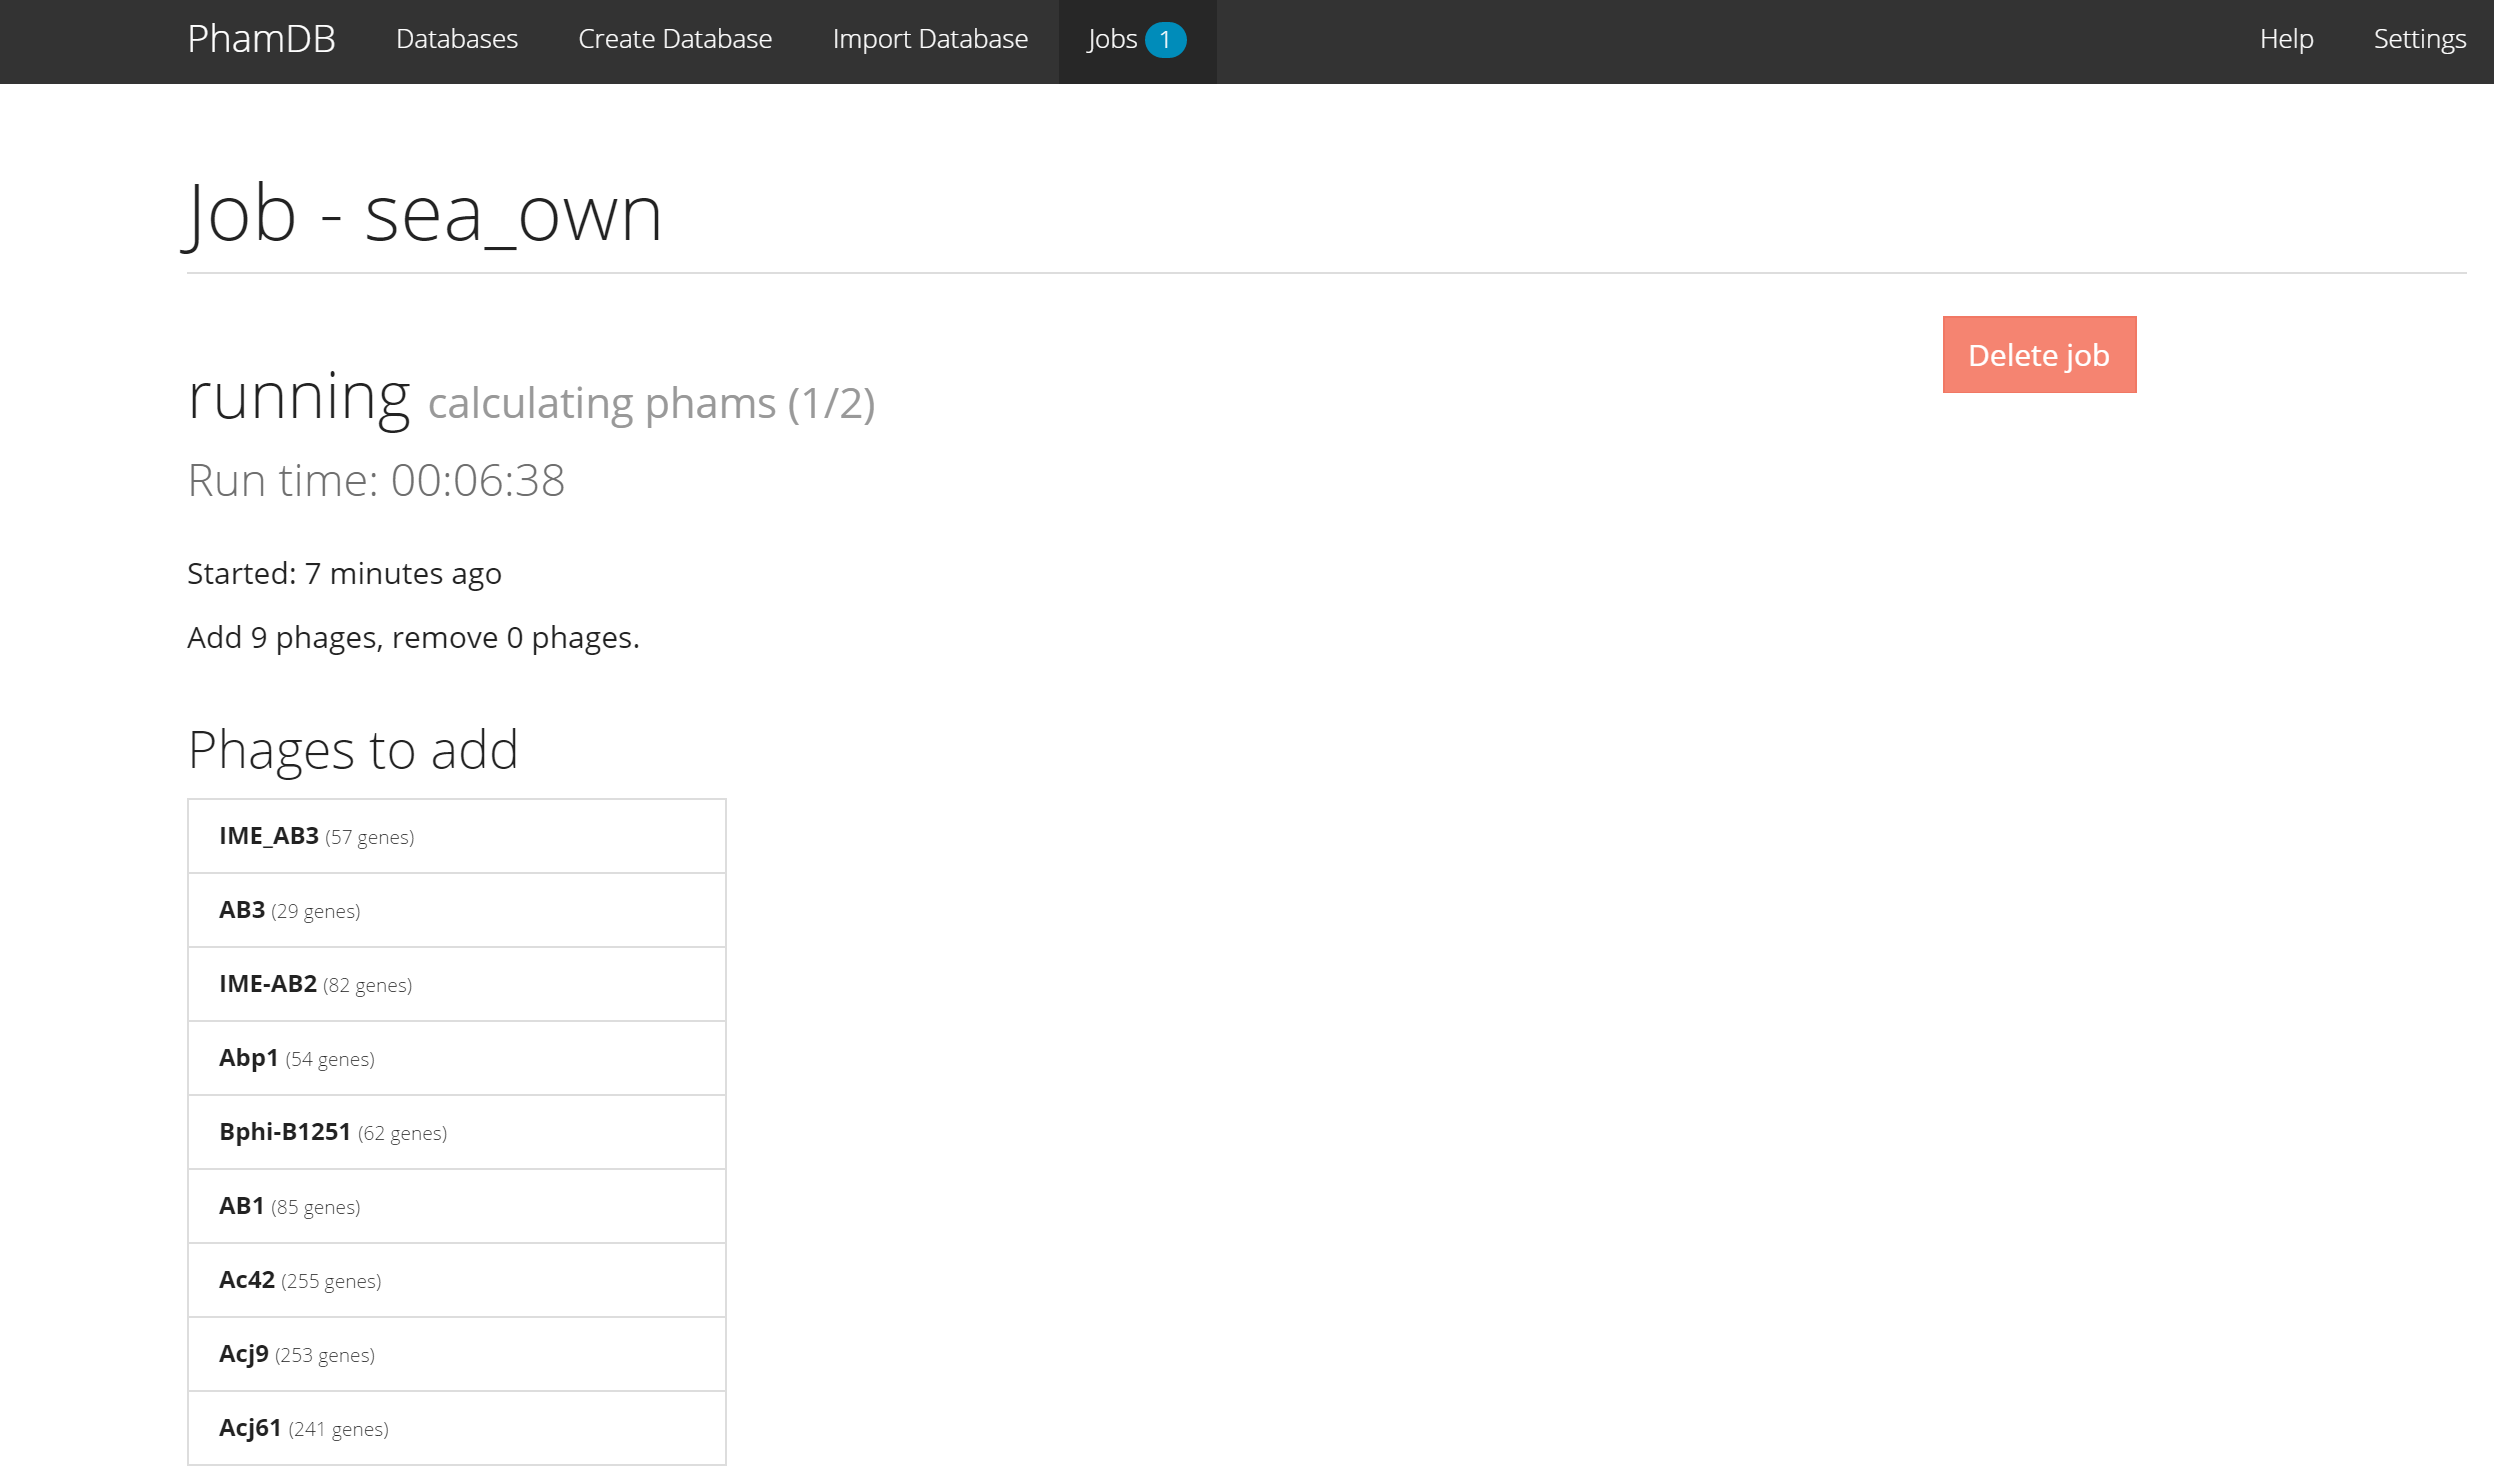 PhamDB Databases Create Database Import Database Jobs 1 Help Settings
Job - sea_own
Delete job
running calculating phams (1/2)
Run time: 00:06:38
Started: 7 minutes ago
Add 9 phages, remove 0 phages.
Phages to add
IME_AB3 (57 genes)
AB3 (29 genes)
IME-AB2 (82 genes)
Abp1 (54 genes)
Bphi-B1251 (62 genes)
AB1 (85 genes)
Ac42 (255 genes)
Acj9 (253 genes)
Acj61 (241 genes)